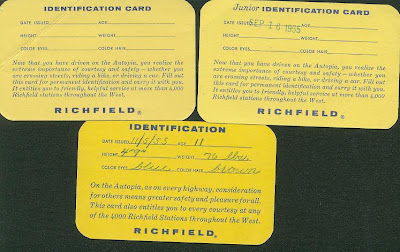 IDENTIFICATION CARD
DATE ISSUED AGE
HEIGHT WEIGHT
COLOR EYES COLOR HAIR
Now that you have driven on the Autopia, you realize the
extreme importance of courtesy and safety – whether you
are crossing streets, riding a bike, or driving a car. Fill out
this card for permanent identification and carry it with you.
It entitles you to friendly, helpful service at more than 4,000
Richfield stations throughout the West.
RICHFIELD®
Junior IDENTIFICATION CARD
DATE ISSUED SEP 16 1955 AGE
HEIGHT WEIGHT
COLOR EYES COLOR HAIR
Now that you have driven on the Autopia, you realize the
extreme importance of courtesy and safety – whether you
are crossing streets, riding a bike, or driving a car. Fill out
this card for permanent identification and carry it with you.
It entitles you to friendly, helpful service at more than 4,000
Richfield stations throughout the West.
RICHFIELD®
IDENTIFICATION
DATE ISSUED AGE 11
HEIGHT 4'9" WEIGHT lbs.
COLOR EYES blue COLOR HAIR brown
On the Autopia, as on every highway, consideration
for others means greater safety and pleasure for all.
This card also entitles you to every courtesy at any
of the 4000 Richfield Stations throughout the West.
RICHFIELD®